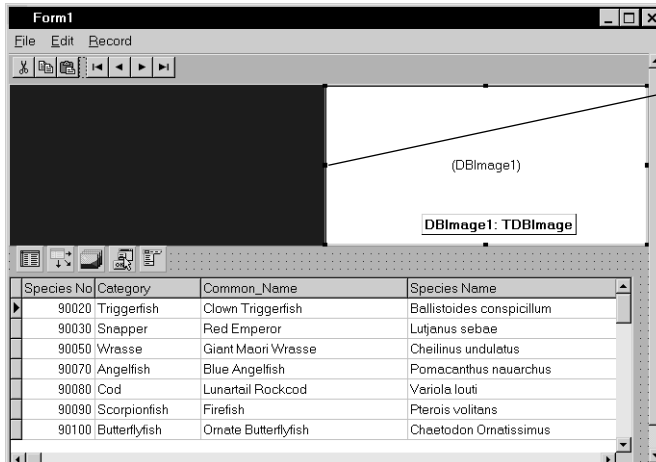 Form1
File Edit Record
(DBImage1)
DBImage1: TDBImage
Species No Category Common_Name Species Name
90020 Triggerfish Clown Triggerfish Ballistoides conspicillum
90030 Snapper Red Emperor Lutjanus sebae
90050 Wrasse Giant Maori Wrasse Cheilinus undulatus
90070 Angelfish Blue Angelfish Pomacanthus nauarchus
90080 Cod Lunartail Rockcod Variola louti
90090 Scorpionfish Firefish Pterois volitans
90100 Butterflyfish Ornate Butterflyfish Chaetodon Ornatissimus